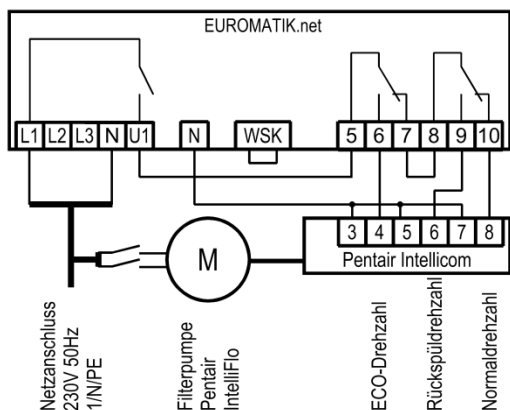 EUROMATIK.net
L1 L2 L3 N U1 N WSK 5 6 7 8 9 10
3 4 5 6 7 8
Pentair Intellicom
M
Netzanschluss
230V 50Hz
1/N/PE
Filterpumpe
Pentair
IntelliFlo
ECO-Drehzahl
Rückspüldrehzahl
Normaldrehzahl